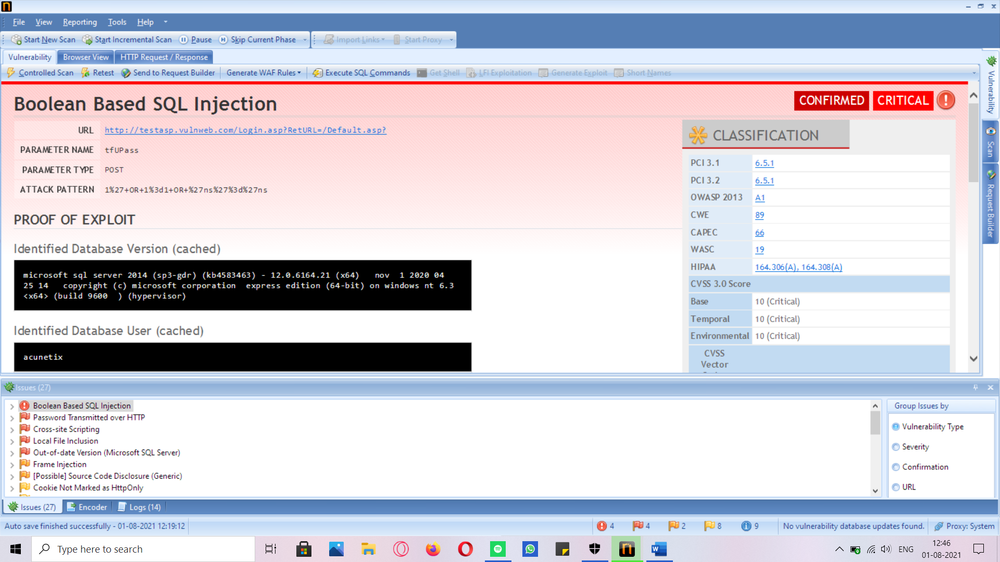 File View Reporting Tools Help
Start New Scan Start Incremental Scan Pause Skip Current Phase Import Links Start Proxy
Vulnerability Browser View HTTP Request / Response
Controlled Scan Retest Send to Request Builder Generate WAF Rules Execute SQL Commands Get Shell LFI Exploitation Generate Exploit Short Names
Boolean Based SQL Injection
CONFIRMED CRITICAL
URL http://testasp.vulnweb.com/Login.asp?RetURL=/Default.asp?
PARAMETER NAME tfUPass
PARAMETER TYPE POST
ATTACK PATTERN 1%27+OR+1%3d1+OR+%27ns%27%3d%27ns
PROOF OF EXPLOIT
Identified Database Version (cached)
microsoft sql server 2014 (sp3-gdr) (kb4583463) - 12.0.6164.21 (x64) nov 1 2020 04
25 14 copyright (c) microsoft corporation express edition (64-bit) on windows nt 6.3
<x64> (build 9600 ) (hypervisor)
Identified Database User (cached)
acunetix
CLASSIFICATION
PCI 3.1 6.5.1
PCI 3.2 6.5.1
OWASP 2013 A1
CWE 89
CAPEC 66
WASC 19
HIPAA 164.306(A), 164.308(A)
CVSS 3.0 Score
Base 10 (Critical)
Temporal 10 (Critical)
Environmental 10 (Critical)
CVSS
Vector
Vulnerability
Scan
Request Builder
Issues (27)
Boolean Based SQL Injection
Password Transmitted over HTTP
Cross-site Scripting
Local File Inclusion
Out-of-date Version (Microsoft SQL Server)
Frame Injection
[Possible] Source Code Disclosure (Generic)
Cookie Not Marked as HttpOnly
Group Issues by
Vulnerability Type
Severity
Confirmation
URL
Issues (27) Encoder Logs (14)
Auto save finished successfully - 01-08-2021 12:19:12 4 4 2 8 9 No vulnerability database updates found. Proxy: System
Type here to search
ENG
12:46
01-08-2021